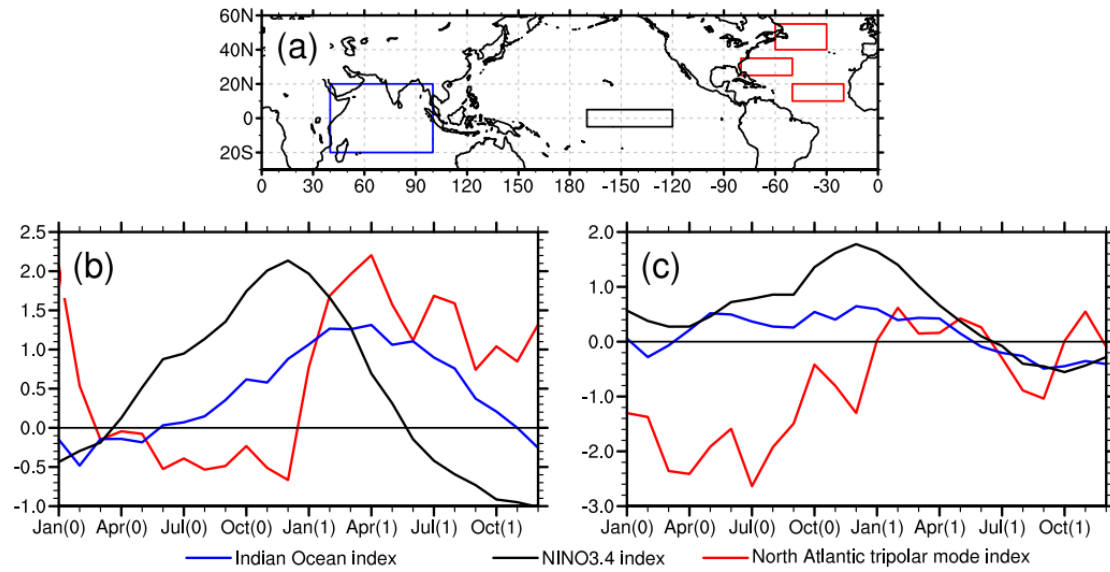 60N
(a)
40N
20N
0
20S
0 30 60 90 120 150 180 -150 -120 -90 -60 -30 0
2.5
(b)
2.0
1.5
1.0
0.5
0.0
-0.5
-1.0
Jan(0) Apr(0) Jul(0) Oct(0) Jan(1) Apr(1) Jul(1) Oct(1)
2.0
(c)
1.0
0.0
-1.0
-2.0
-3.0
Jan(0) Apr(0) Jul(0) Oct(0) Jan(1) Apr(1) Jul(1) Oct(1)
Indian Ocean index NINO3.4 index North Atlantic tripolar mode index